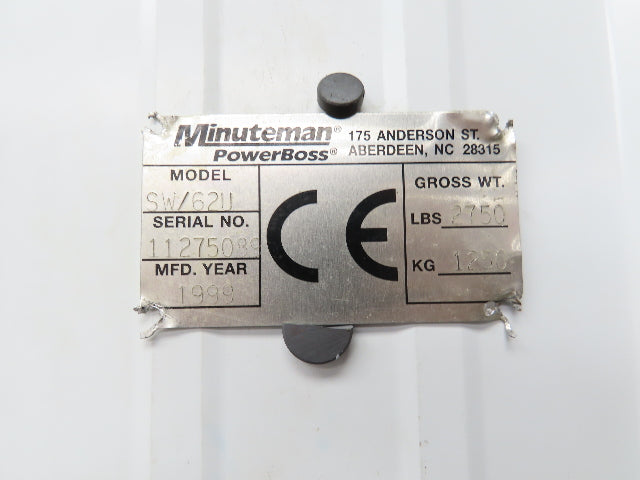 Minuteman® 175 ANDERSON ST.
PowerBoss® ABERDEEN, NC 28315
MODEL
SW/62U
SERIAL NO.
11275089
MFD. YEAR
1999
CE
GROSS WT.
LBS 2750
KG 1250